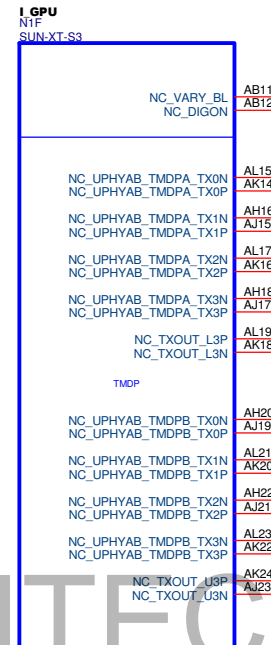 I_GPU
N1F
SUN-XT-S3
NC_VARY_BL AB11
NC_DIGON AB12
NC_UPHYAB_TMDPA_TX0N AL15
NC_UPHYAB_TMDPA_TX0P AK14
NC_UPHYAB_TMDPA_TX1N AH16
NC_UPHYAB_TMDPA_TX1P AJ15
NC_UPHYAB_TMDPA_TX2N AL17
NC_UPHYAB_TMDPA_TX2P AK16
NC_UPHYAB_TMDPA_TX3N AH18
NC_UPHYAB_TMDPA_TX3P AJ17
NC_TXOUT_L3P AL19
NC_TXOUT_L3N AK18
TMDP
NC_UPHYAB_TMDPB_TX0N AH20
NC_UPHYAB_TMDPB_TX0P AJ19
NC_UPHYAB_TMDPB_TX1N AL21
NC_UPHYAB_TMDPB_TX1P AK20
NC_UPHYAB_TMDPB_TX2N AH22
NC_UPHYAB_TMDPB_TX2P AJ21
NC_UPHYAB_TMDPB_TX3N AL23
NC_UPHYAB_TMDPB_TX3P AK22
NC_TXOUT_U3P AK24
NC_TXOUT_U3N AJ23